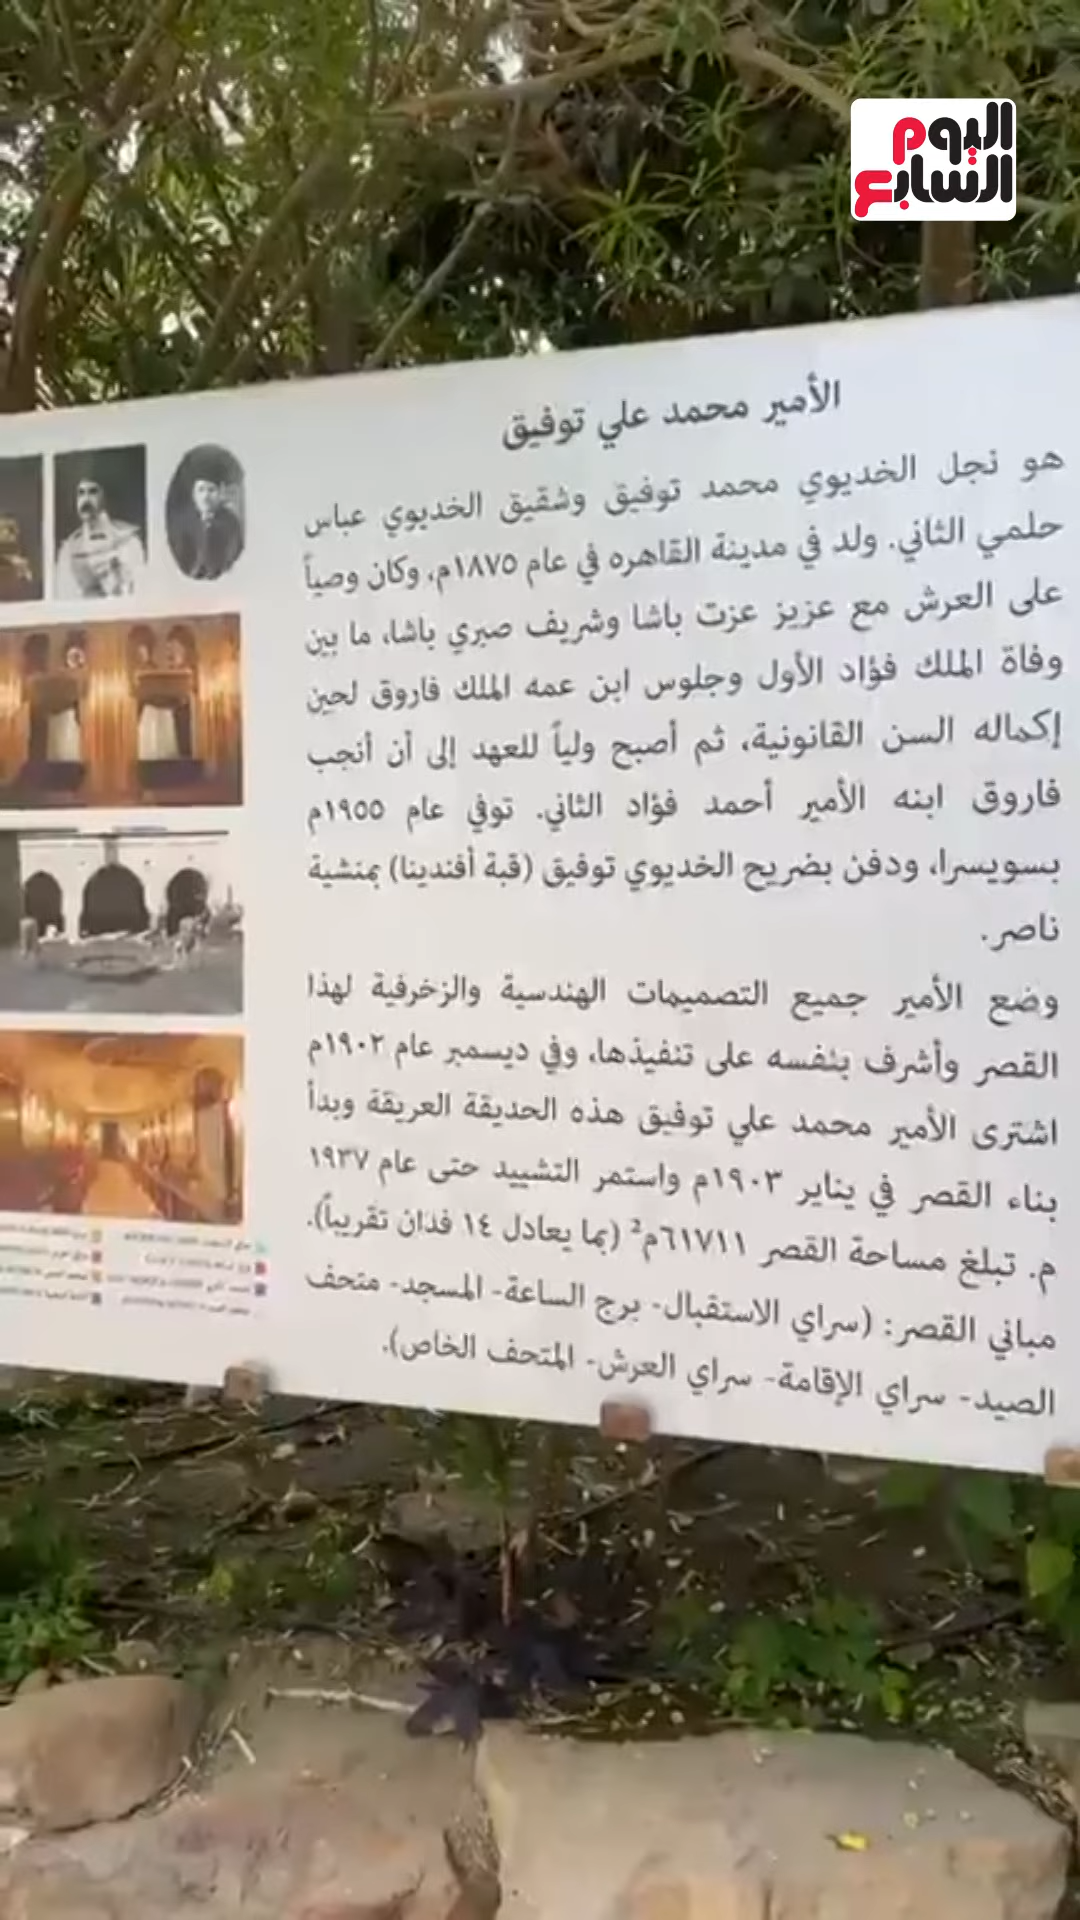 اليوم
السابع
الأمير محمد علي توفيق
هو نجل الخديوي محمد توفيق وشقيق الخديوي عباس
حلمي الثاني. ولد في مدينة القاهره في عام ١٨٧٥م، وكان وصياً
على العرش مع عزيز عزت باشا وشريف صبري باشا، ما بين
وفاة الملك فؤاد الأول وجلوس ابن عمه الملك فاروق لحين
إكماله السن القانونية، ثم أصبح ولياً للعهد إلى أن أنجب
فاروق ابنه الأمير أحمد فؤاد الثاني. توفي عام ١٩٥٥م
بسويسرا، ودفن بضريح الخديوي توفيق (قبة أفندينا) بمنشية
ناصر.
وضع الأمير جميع التصميمات الهندسية والزخرفية لهذا
القصر وأشرف بنفسه على تنفيذها، وفي ديسمبر عام ١٩٠٢م
اشترى الأمير محمد علي توفيق هذه الحديقة العريقة وبدأ
بناء القصر في يناير ١٩٠٣م واستمر التشييد حتى عام ١٩٣٧
م. تبلغ مساحة القصر ٦١٧١١م² (بما يعادل ١٤ فدان تقريباً).
مباني القصر: (سراي الاستقبال- برج الساعة- المسجد- متحف
الصيد- سراي الإقامة- سراي العرش- المتحف الخاص).